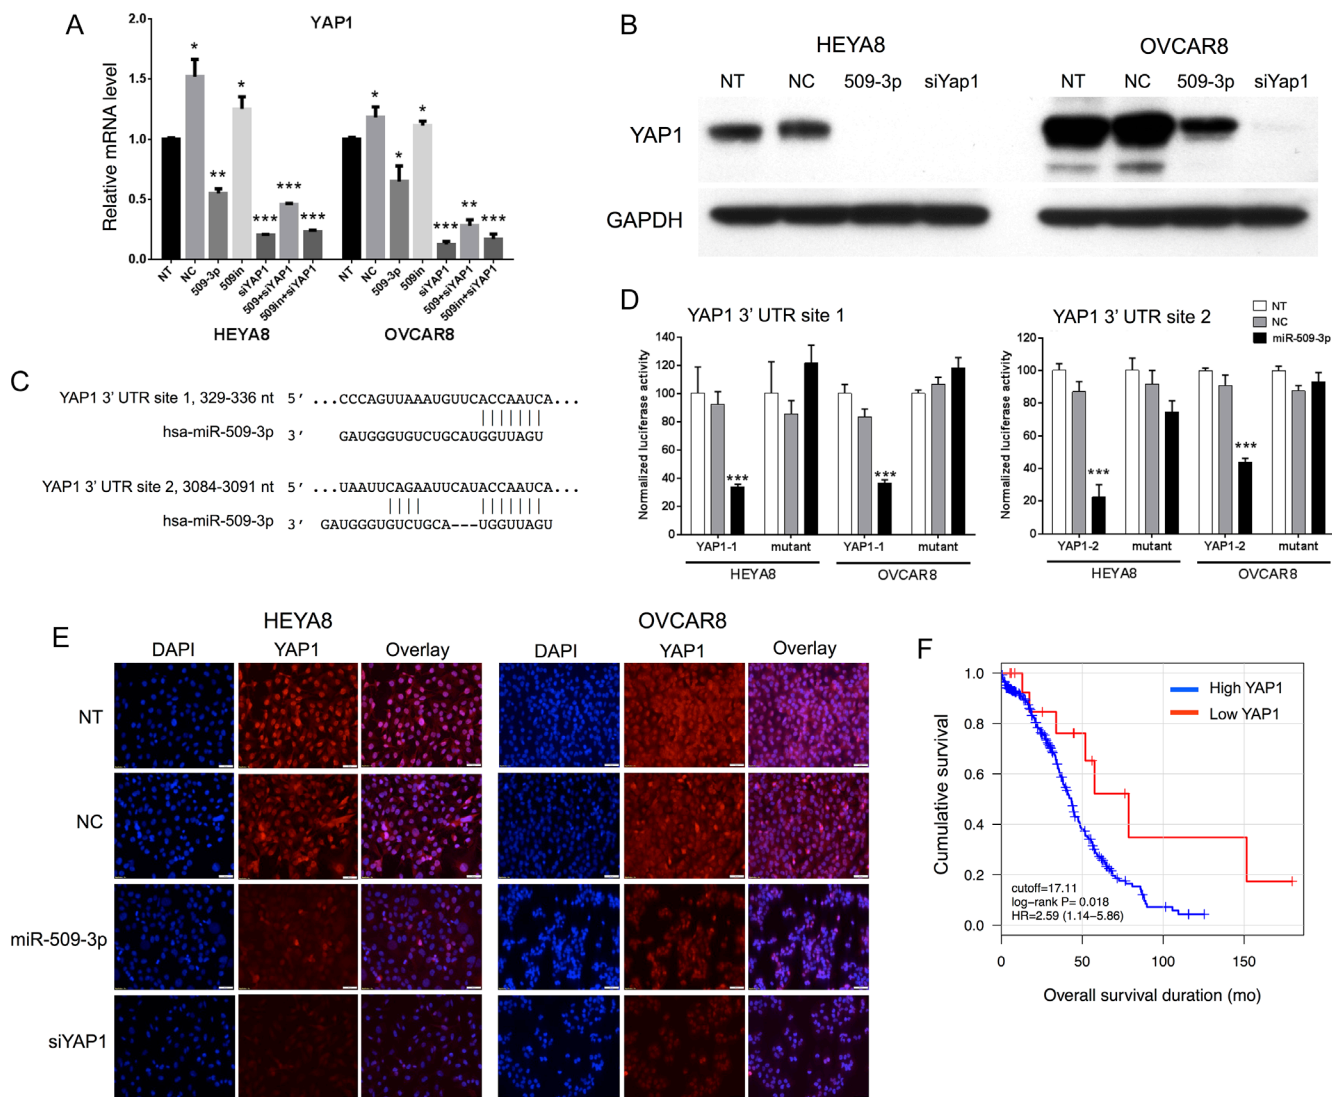 A
YAP1
Relative mRNA level
2.0
1.5
1.0
0.5
0.0
*
*
**
***
***
***
*
*
*
***
**
***
NT
NC
509-3p
509in
siYAP1
509+siYAP1
509in+siYAP1
NT
NC
509-3p
509in
siYAP1
509+siYAP1
509in+siYAP1
HEYA8
OVCAR8
B
HEYA8
OVCAR8
NT
NC
509-3p
siYap1
NT
NC
509-3p
siYap1
YAP1
GAPDH
C
YAP1 3' UTR site 1, 329-336 nt
5' ...CCCAGUUAAAUGUUCACCAAUCA...
hsa-miR-509-3p
3' GAUGGGUGUCUGCAUGGUUAGU
YAP1 3' UTR site 2, 3084-3091 nt
5' ...UAAUUCAGAAUUCAUACCAAUCA...
hsa-miR-509-3p
3' GAUGGGUGUCUGCA---UGGUUAGU
D
YAP1 3' UTR site 1
Normalized luciferase activity
140
120
100
80
60
40
20
0
***
***
YAP1-1
mutant
YAP1-1
mutant
HEYA8
OVCAR8
YAP1 3' UTR site 2
NT
NC
miR-509-3p
Normalized luciferase activity
120
100
80
60
40
20
0
***
***
YAP1-2
mutant
YAP1-2
mutant
HEYA8
OVCAR8
E
HEYA8
OVCAR8
DAPI
YAP1
Overlay
DAPI
YAP1
Overlay
NT
NC
miR-509-3p
siYAP1
F
Cumulative survival
1.0
0.8
0.6
0.4
0.2
0.0
High YAP1
Low YAP1
cutoff=17.11
log-rank P= 0.018
HR=2.59 (1.14-5.86)
0
50
100
150
Overall survival duration (mo)